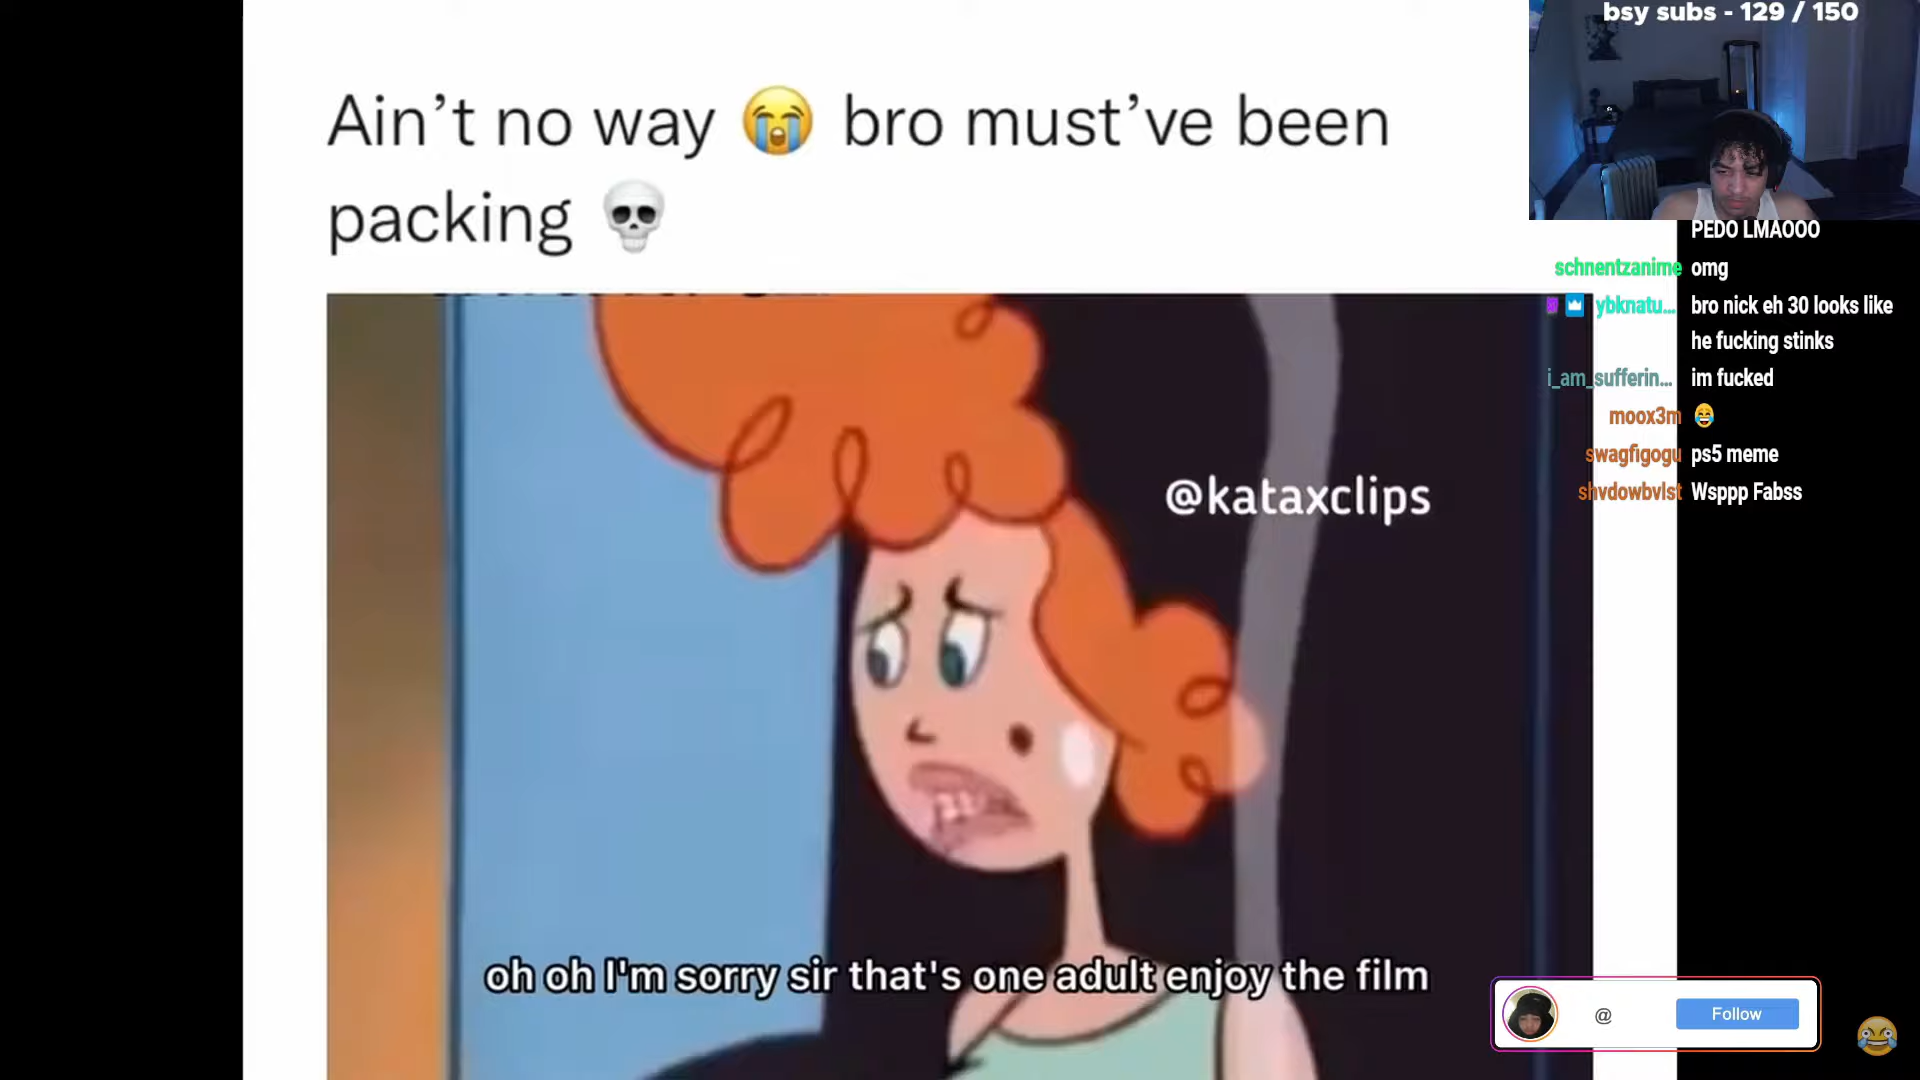 bsy subs - 129 / 150
Ain't no way 😭 bro must've been
packing 💀
@kataxclips
PEDO LMAOOO
schnentzanime omg
ybknatu... bro nick eh 30 looks like
he fucking stinks
i_am_sufferin... im fucked
moox3m 😂
swagfigogu ps5 meme
shvdowbvlst Wsppp Fabss
oh oh I'm sorry sir that's one adult enjoy the film
@ Follow